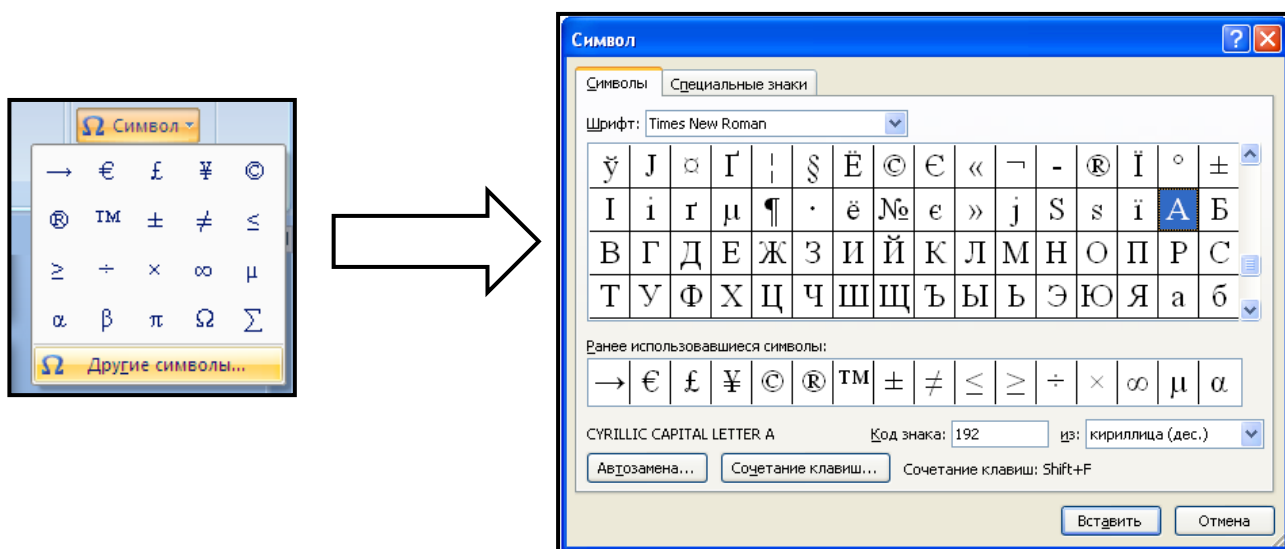 Символ
→ € £ ¥ ©
® ™ ± ≠ ≤
≥ ÷ × ∞ µ
α β π Ω ∑
Другие символы...
Символ
Символы Специальные знаки
Шрифт: Times New Roman
ў Ј ¤ Ґ ¦ § Ё © Є « ¬ - ® Ї ° ±
І і ґ µ ¶ · ё № є » ј Ѕ ѕ ї А Б
В Г Д Е Ж З И Й К Л М Н О П Р С
Т У Ф Х Ц Ч Ш Щ Ъ Ы Ь Э Ю Я а б
Ранее использовавшиеся символы:
→ € £ ¥ © ® ™ ± ≠ ≤ ≥ ÷ × ∞ µ α
CYRILLIC CAPITAL LETTER A Код знака: 192 из: кириллица (дес.)
Автозамена... Сочетание клавиш... Сочетание клавиш: Shift+F
Вставить Отмена